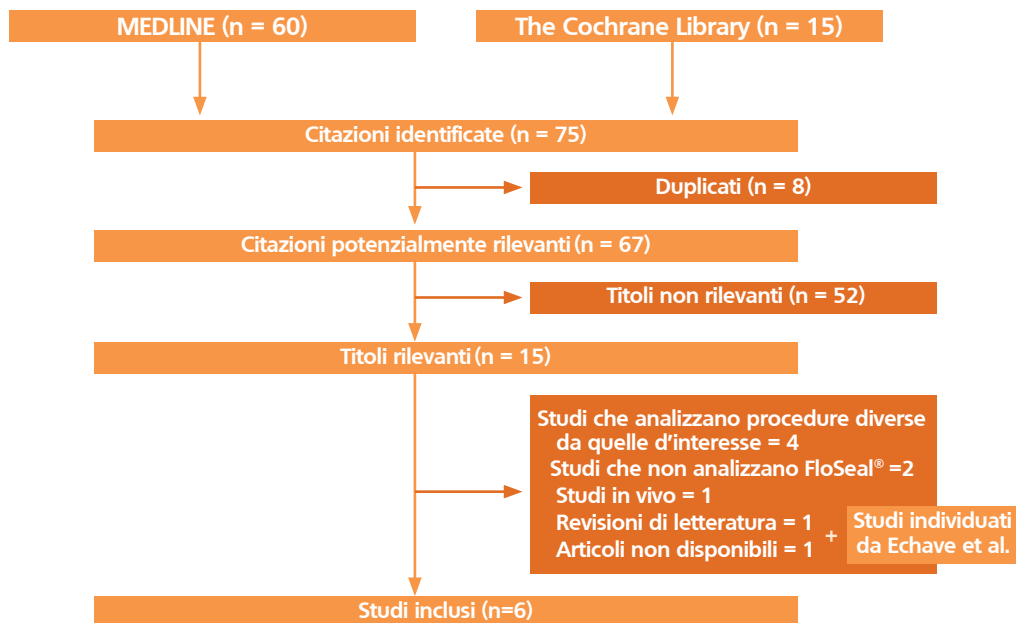 MEDLINE (n = 60)
The Cochrane Library (n = 15)
Citazioni identificate (n = 75)
Duplicati (n = 8)
Citazioni potenzialmente rilevanti (n = 67)
Titoli non rilevanti (n = 52)
Titoli rilevanti (n = 15)
Studi che analizzano procedure diverse
da quelle d’interesse = 4
Studi che non analizzano FloSeal® =2
Studi in vivo = 1
Revisioni di letteratura = 1
Articoli non disponibili = 1
+
Studi individuati
da Echave et al.
Studi inclusi (n=6)